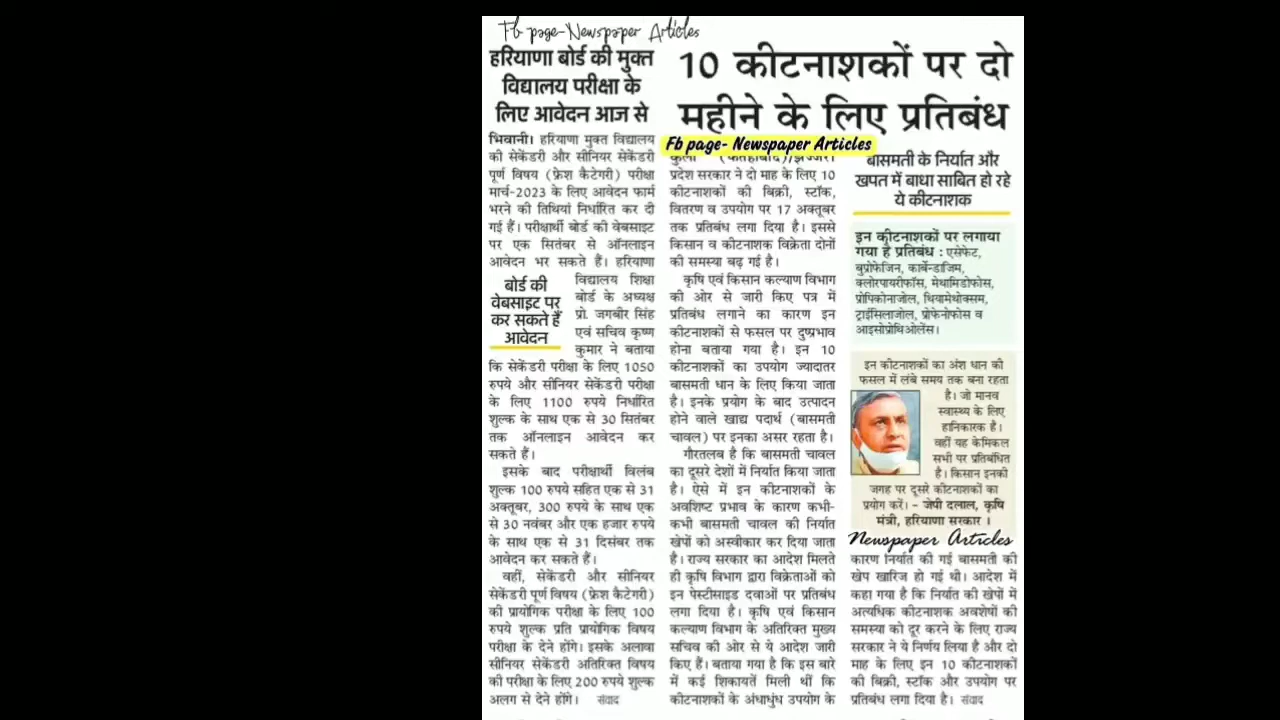 Fb page-Newspaper Articles
हरियाणा बोर्ड की मुक्त
विद्यालय परीक्षा के
लिए आवेदन आज से
भिवानी। हरियाणा मुक्त विद्यालय
की सेकेंडरी और सीनियर सेकेंडरी
पूर्ण विषय (फ्रेश कैटेगरी) परीक्षा
मार्च-2023 के लिए आवेदन फार्म
भरने की तिथियां निर्धारित कर दी
गई हैं। परीक्षार्थी बोर्ड की वेबसाइट
पर एक सितंबर से ऑनलाइन
आवेदन भर सकते हैं। हरियाणा
बोर्ड की
वेबसाइट पर
कर सकते हैं
आवेदन
विद्यालय शिक्षा
बोर्ड के अध्यक्ष
प्रो. जगबीर सिंह
एवं सचिव कृष्ण
कुमार ने बताया
कि सेकेंडरी परीक्षा के लिए 1050
रुपये और सीनियर सेकेंडरी परीक्षा
के लिए 1100 रुपये निर्धारित
शुल्क के साथ एक से 30 सितंबर
तक ऑनलाइन आवेदन कर
सकते हैं।
इसके बाद परीक्षार्थी विलंब
शुल्क 100 रुपये सहित एक से 31
अक्तूबर, 300 रुपये के साथ एक
से 30 नवंबर और एक हजार रुपये
के साथ एक से 31 दिसंबर तक
आवेदन कर सकते हैं।
वहीं, सेकेंडरी और सीनियर
सेकेंडरी पूर्ण विषय (फ्रेश कैटेगरी)
की प्रायोगिक परीक्षा के लिए 100
रुपये शुल्क प्रति प्रायोगिक विषय
परीक्षा के देने होंगे। इसके अलावा
सीनियर सेकेंडरी अतिरिक्त विषय
की परीक्षा के लिए 200 रुपये शुल्क
अलग से देने होंगे। संवाद
10 कीटनाशकों पर दो
महीने के लिए प्रतिबंध
Fb page- Newspaper Articles
कुलां (फतेहाबाद)/झज्जर।
प्रदेश सरकार ने दो माह के लिए 10
कीटनाशकों की बिक्री, स्टॉक,
वितरण व उपयोग पर 17 अक्तूबर
तक प्रतिबंध लगा दिया है। इससे
किसान व कीटनाशक विक्रेता दोनों
की समस्या बढ़ गई है।
कृषि एवं किसान कल्याण विभाग
की ओर से जारी किए पत्र में
प्रतिबंध लगाने का कारण इन
कीटनाशकों से फसल पर दुष्प्रभाव
होना बताया गया है। इन 10
कीटनाशकों का उपयोग ज्यादातर
बासमती धान के लिए किया जाता
है। इनके प्रयोग के बाद उत्पादन
होने वाले खाद्य पदार्थ (बासमती
चावल) पर इनका असर रहता है।
गौरतलब है कि बासमती चावल
का दूसरे देशों में निर्यात किया जाता
है। ऐसे में इन कीटनाशकों के
अवशिष्ट प्रभाव के कारण कभी-
कभी बासमती चावल की निर्यात
खेपों को अस्वीकार कर दिया जाता
है। राज्य सरकार का आदेश मिलते
ही कृषि विभाग द्वारा विक्रेताओं को
इन पेस्टीसाइड दवाओं पर प्रतिबंध
लगा दिया है। कृषि एवं किसान
कल्याण विभाग के अतिरिक्त मुख्य
सचिव की ओर से ये आदेश जारी
किए हैं। बताया गया है कि इस बारे
में कई शिकायतें मिली थीं कि
कीटनाशकों के अंधाधुंध उपयोग के
बासमती के निर्यात और
खपत में बाधा साबित हो रहे
ये कीटनाशक
इन कीटनाशकों पर लगाया
गया है प्रतिबंध : एसेफेट,
बुप्रोफेजिन, कार्बेन्डाजिम,
क्लोरपायरीफॉस, मेथामिडोफोस,
प्रोपिकोनाजोल, थियामेथोक्सम,
ट्राईसिलाजोल, प्रोफेनोफोस व
आइसोप्रोथिओलेंस।
इन कीटनाशकों का अंश धान की
फसल में लंबे समय तक बना रहता
है। जो मानव
स्वास्थ्य के लिए
हानिकारक है।
वहीं यह केमिकल
सभी पर प्रतिबंधित
है। किसान इनकी
जगह पर दूसरे कीटनाशकों का
प्रयोग करें। - जेपी दलाल, कृषि
मंत्री, हरियाणा सरकार ।
Newspaper Articles
कारण निर्यात की गई बासमती की
खेप खारिज हो गई थी। आदेश में
कहा गया है कि निर्यात की खेपों में
अत्यधिक कीटनाशक अवशेषों की
समस्या को दूर करने के लिए राज्य
सरकार ने ये निर्णय लिया है और दो
माह के लिए इन 10 कीटनाशकों
की बिक्री, स्टॉक और उपयोग पर
प्रतिबंध लगा दिया है। संवाद